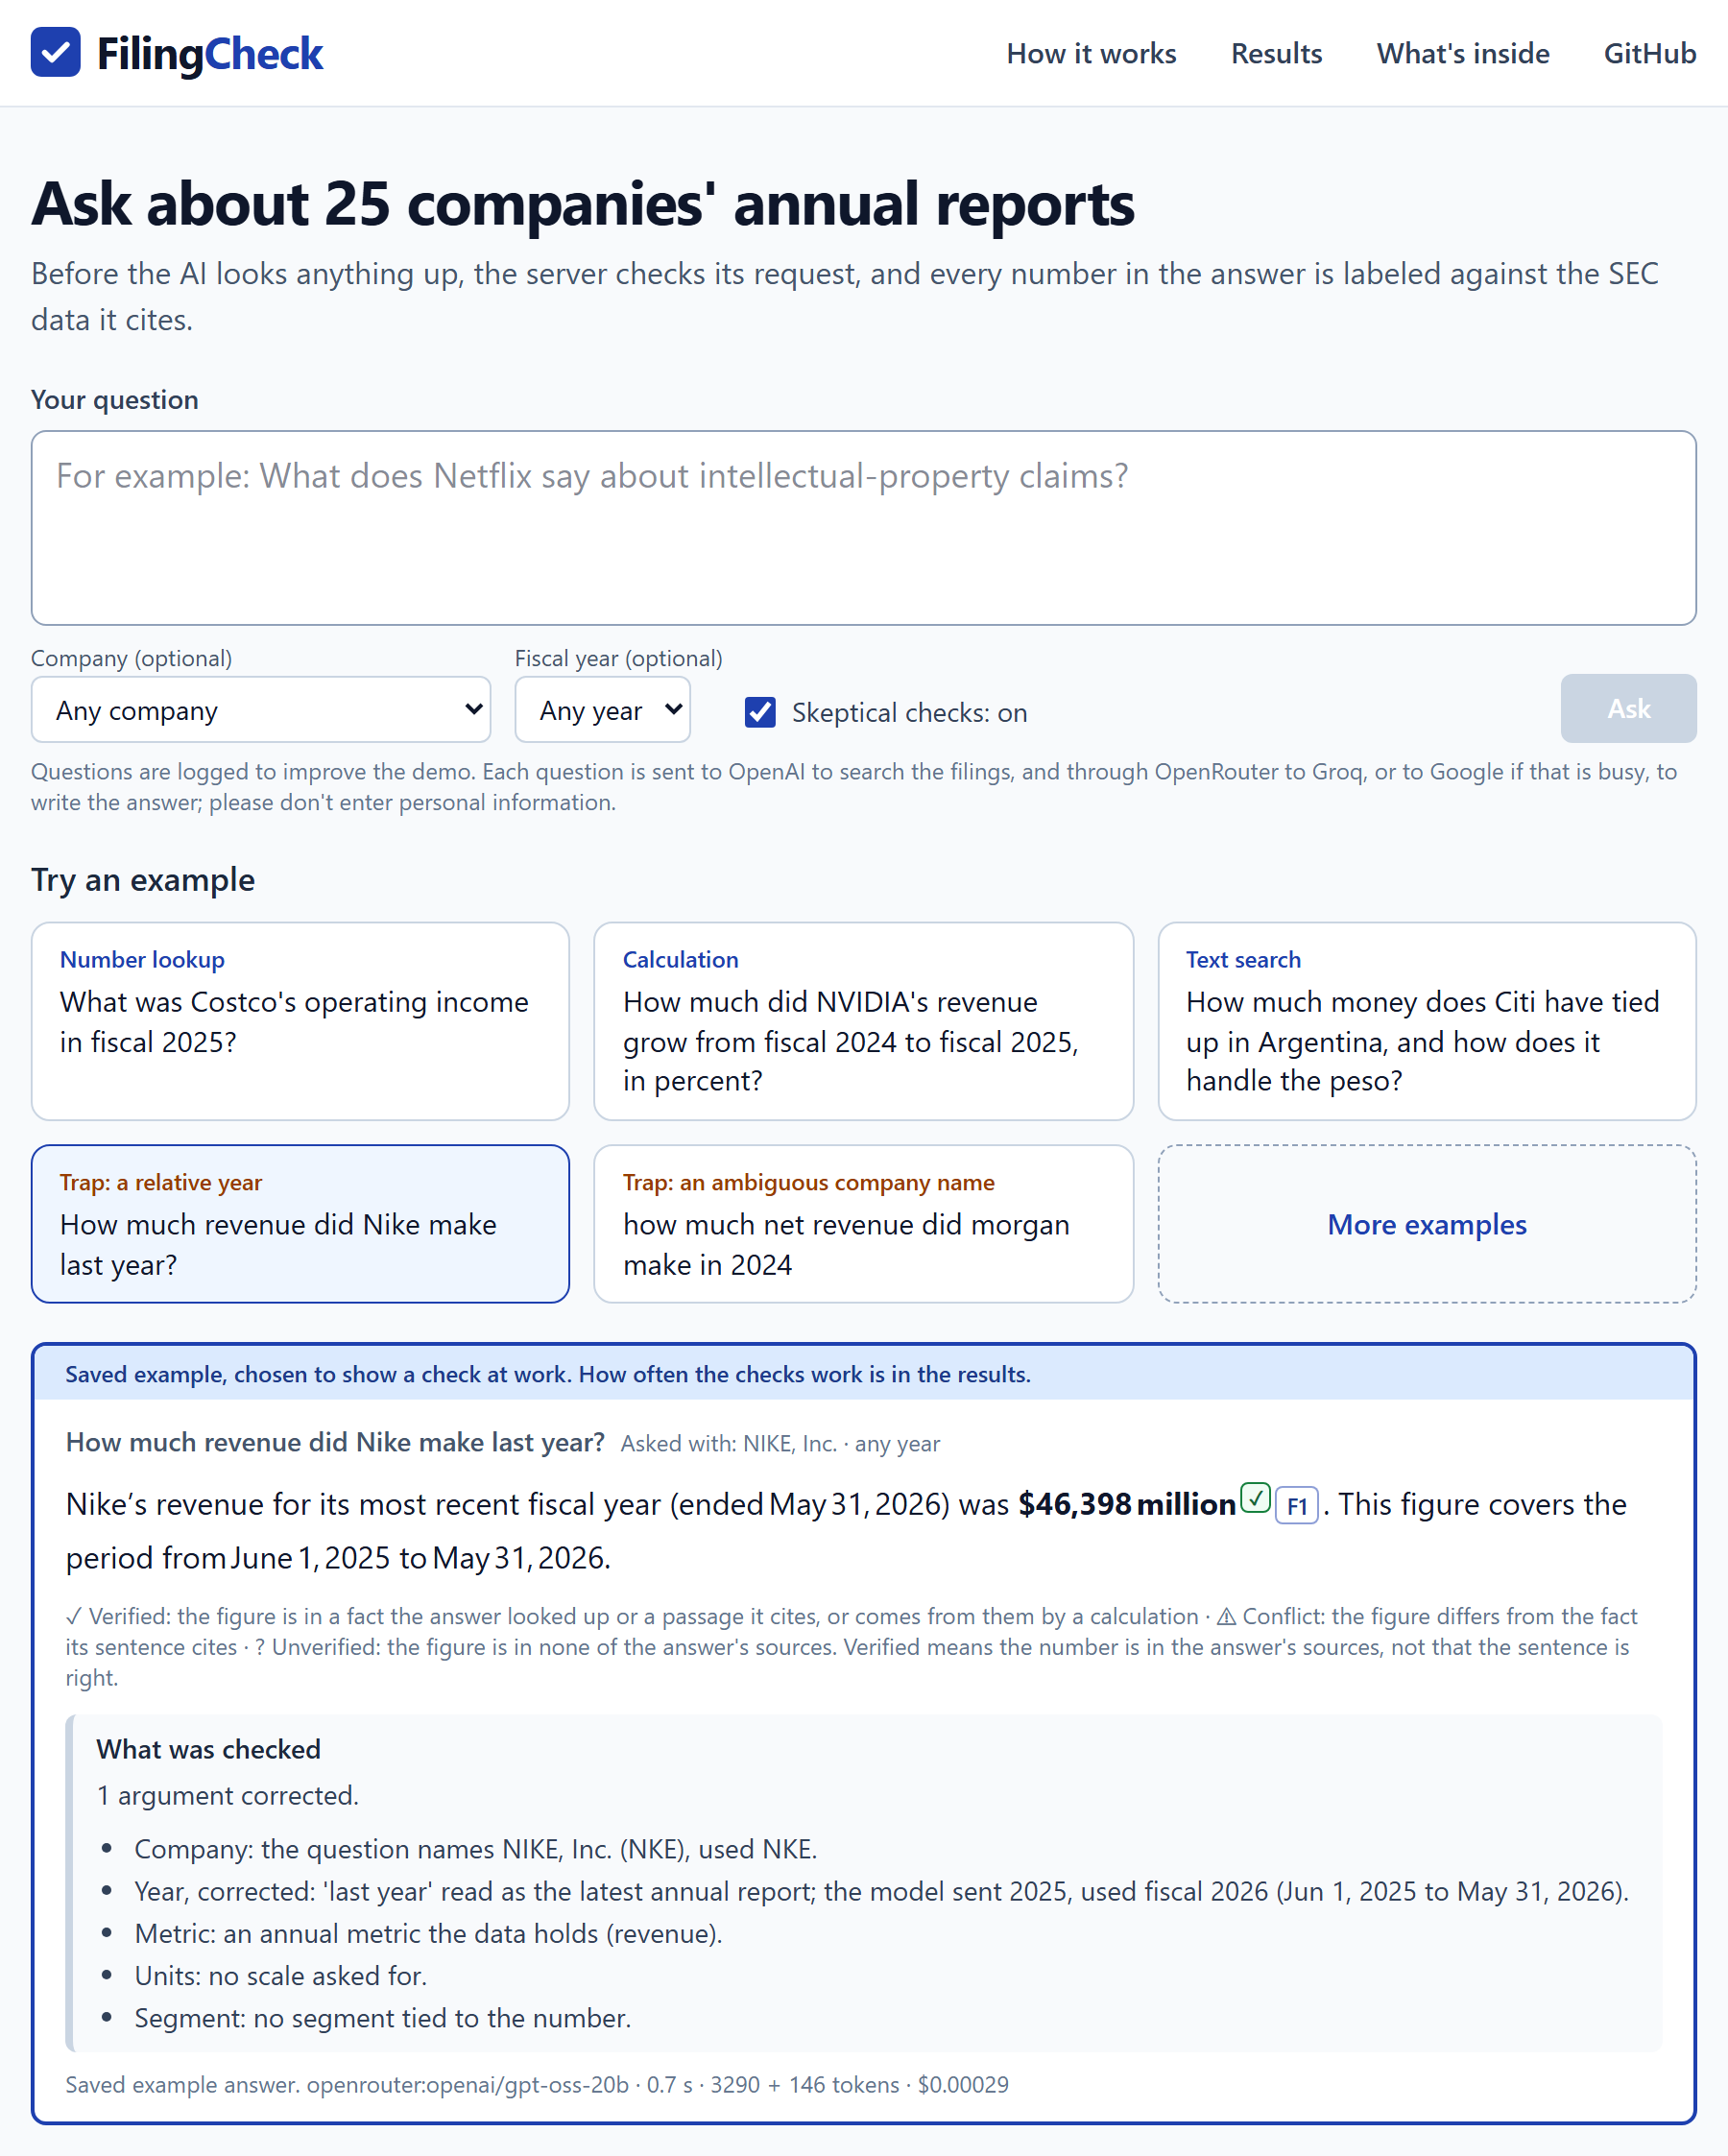 FilingCheck
How it works
Results
What's inside
GitHub
Ask about 25 companies' annual reports
Before the AI looks anything up, the server checks its request, and every number in the answer is labeled against the SEC
data it cites.
Your question
For example: What does Netflix say about intellectual-property claims?
Company (optional)
Fiscal year (optional)
Any company
Any year
Skeptical checks: on
Ask
Questions are logged to improve the demo. Each question is sent to OpenAI to search the filings, and through OpenRouter to Groq, or to Google if that is busy, to
write the answer; please don't enter personal information.
Try an example
Number lookup
What was Costco's operating income
in fiscal 2025?
Calculation
How much did NVIDIA's revenue
grow from fiscal 2024 to fiscal 2025,
in percent?
Text search
How much money does Citi have tied
up in Argentina, and how does it
handle the peso?
Trap: a relative year
How much revenue did Nike make
last year?
Trap: an ambiguous company name
how much net revenue did morgan
make in 2024
More examples
Saved example, chosen to show a check at work. How often the checks work is in the results.
How much revenue did Nike make last year? Asked with: NIKE, Inc. · any year
Nike’s revenue for its most recent fiscal year (ended May 31, 2026) was $46,398 million ✓ F1 . This figure covers the
period from June 1, 2025 to May 31, 2026.
✓ Verified: the figure is in a fact the answer looked up or a passage it cites, or comes from them by a calculation · ⚠ Conflict: the figure differs from the fact
its sentence cites · ? Unverified: the figure is in none of the answer's sources. Verified means the number is in the answer's sources, not that the sentence is
right.
What was checked
1 argument corrected.
• Company: the question names NIKE, Inc. (NKE), used NKE.
• Year, corrected: 'last year' read as the latest annual report; the model sent 2025, used fiscal 2026 (Jun 1, 2025 to May 31, 2026).
• Metric: an annual metric the data holds (revenue).
• Units: no scale asked for.
• Segment: no segment tied to the number.
Saved example answer. openrouter:openai/gpt-oss-20b · 0.7 s · 3290 + 146 tokens · $0.00029